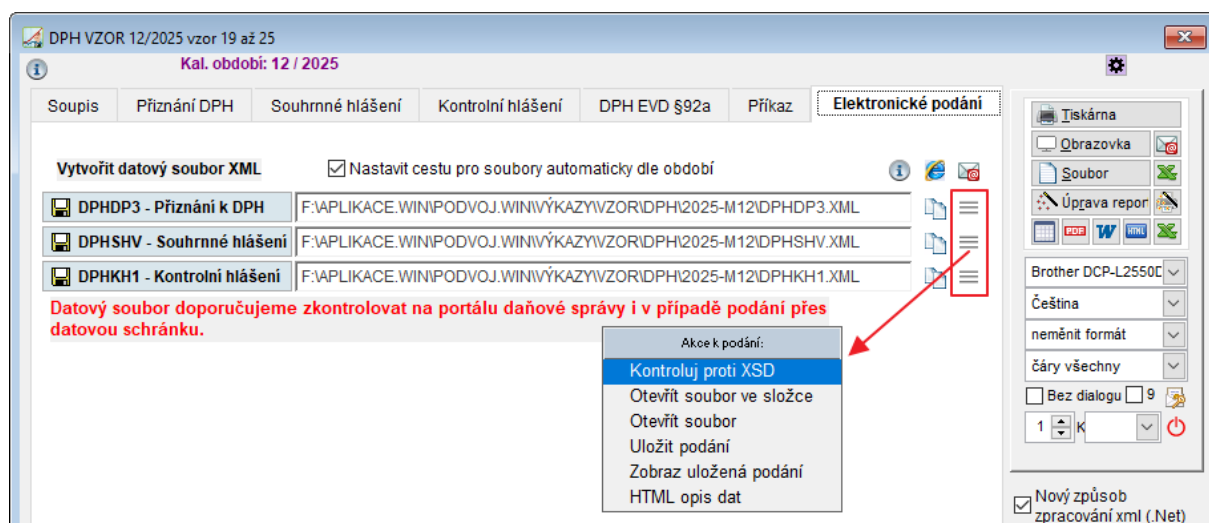 DPH VZOR 12/2025 vzor 19 až 25
Kal. období: 12 / 2025
Soupis
Přiznání DPH
Souhrnné hlášení
Kontrolní hlášení
DPH EVD §92a
Příkaz
Elektronické podání
Vytvořit datový soubor XML
Nastavit cestu pro soubory automaticky dle období
DPHDP3 - Přiznání k DPH
F:\APLIKACE.WIN\PODVOJ.WIN\VÝKAZY\VZOR\DPH\2025-M12\DPHDP3.XML
DPHSHV - Souhrnné hlášení
F:\APLIKACE.WIN\PODVOJ.WIN\VÝKAZY\VZOR\DPH\2025-M12\DPHSHV.XML
DPHKH1 - Kontrolní hlášení
F:\APLIKACE.WIN\PODVOJ.WIN\VÝKAZY\VZOR\DPH\2025-M12\DPHKH1.XML
Datový soubor doporučujeme zkontrolovat na portálu daňové správy i v případě podání přes
datovou schránku.
Akce k podání:
Kontroluj proti XSD
Otevřít soubor ve složce
Otevřít soubor
Uložit podání
Zobraz uložená podání
HTML opis dat
Tiskárna
Obrazovka
Soubor
Úprava repor
PDF
W
HTML
Brother DCP-L2550D
Čeština
neměnit formát
čáry všechny
Bez dialogu
9
1
K
Nový způsob
zpracování xml (.Net)